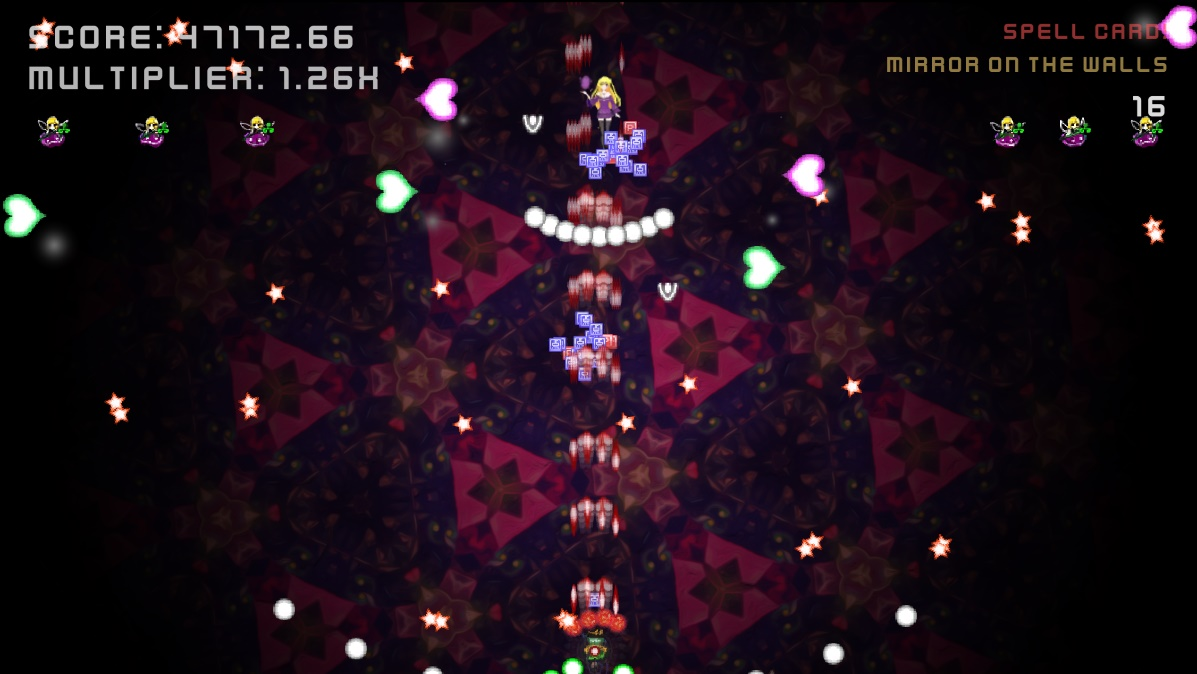 SCORE: 47172.66
MULTIPLIER: 1.26X
SPELL CARD:
MIRROR ON THE WALLS
16